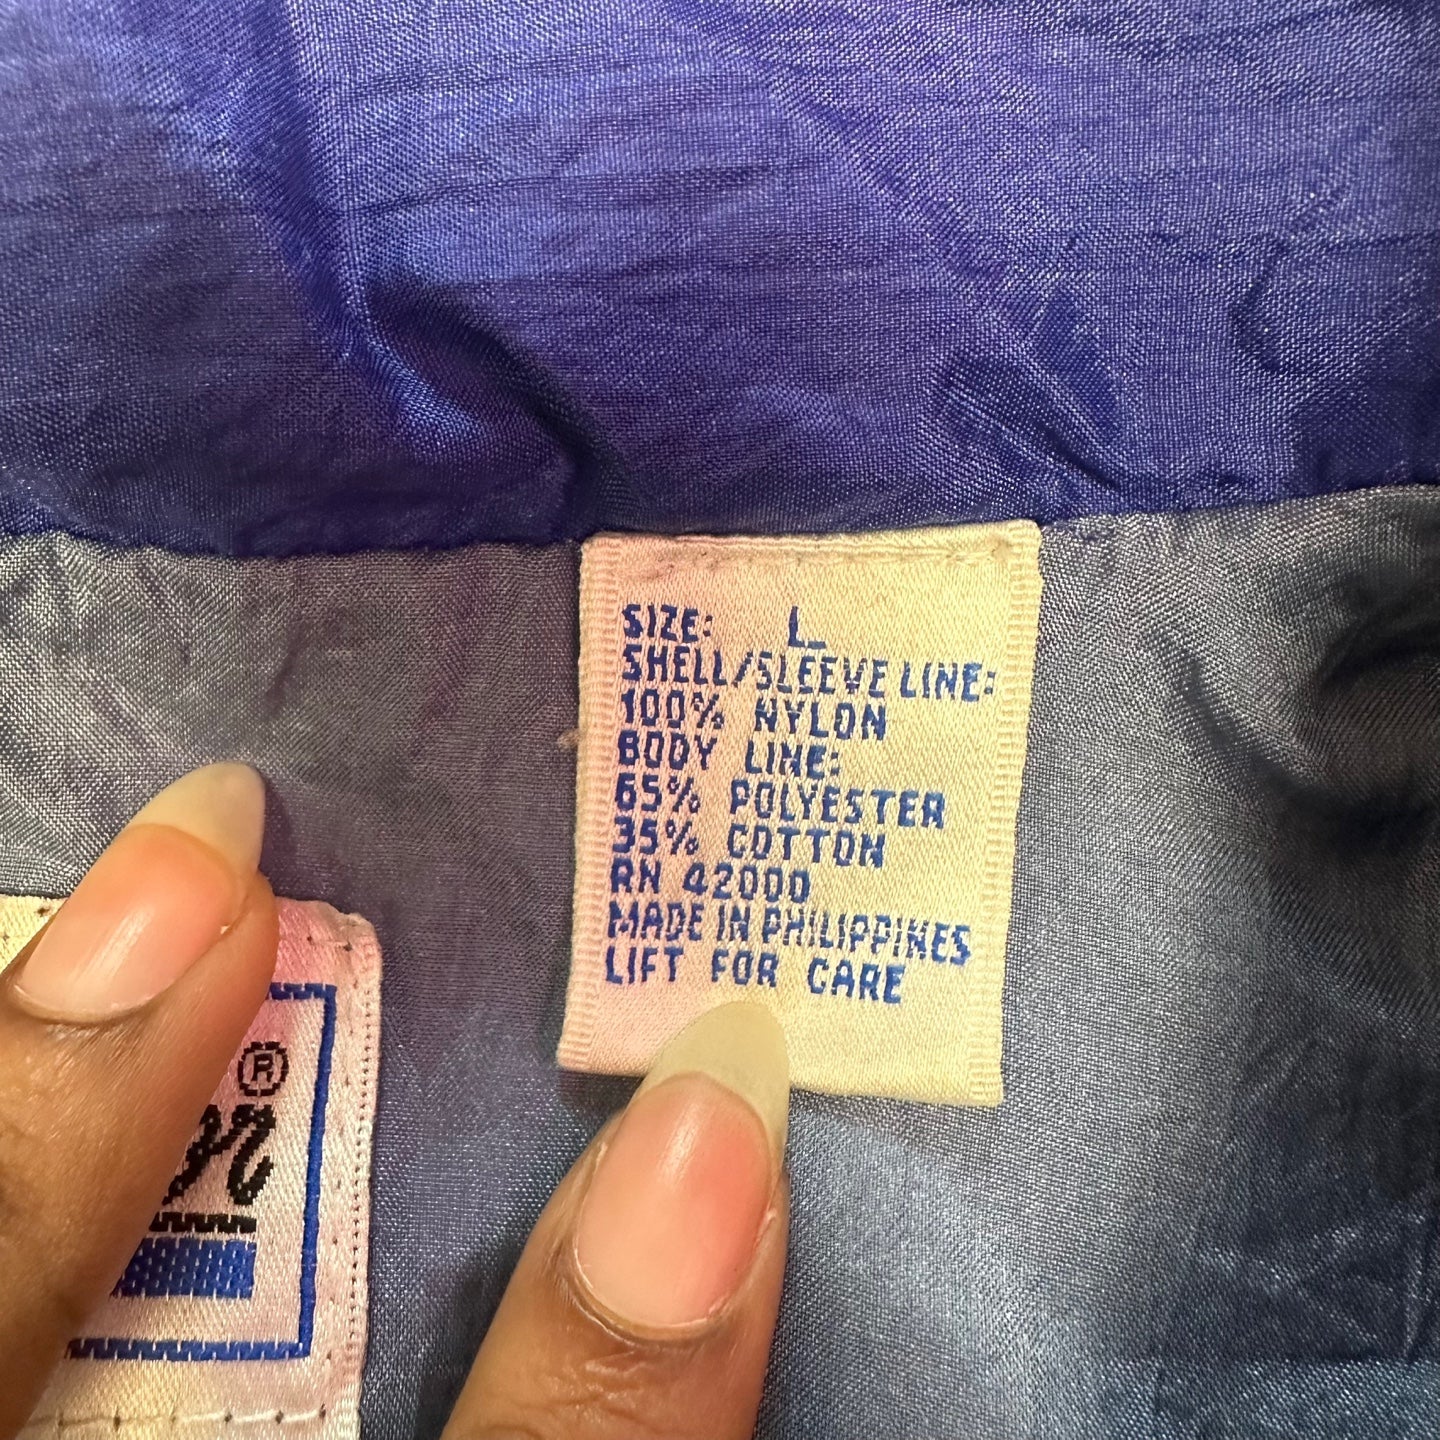 SIZE: L
SHELL/SLEEVE LINE:
100% NYLON
BODY LINE:
65% POLYESTER
35% COTTON
RN 42000
MADE IN PHILIPPINES
LIFT FOR CARE
®